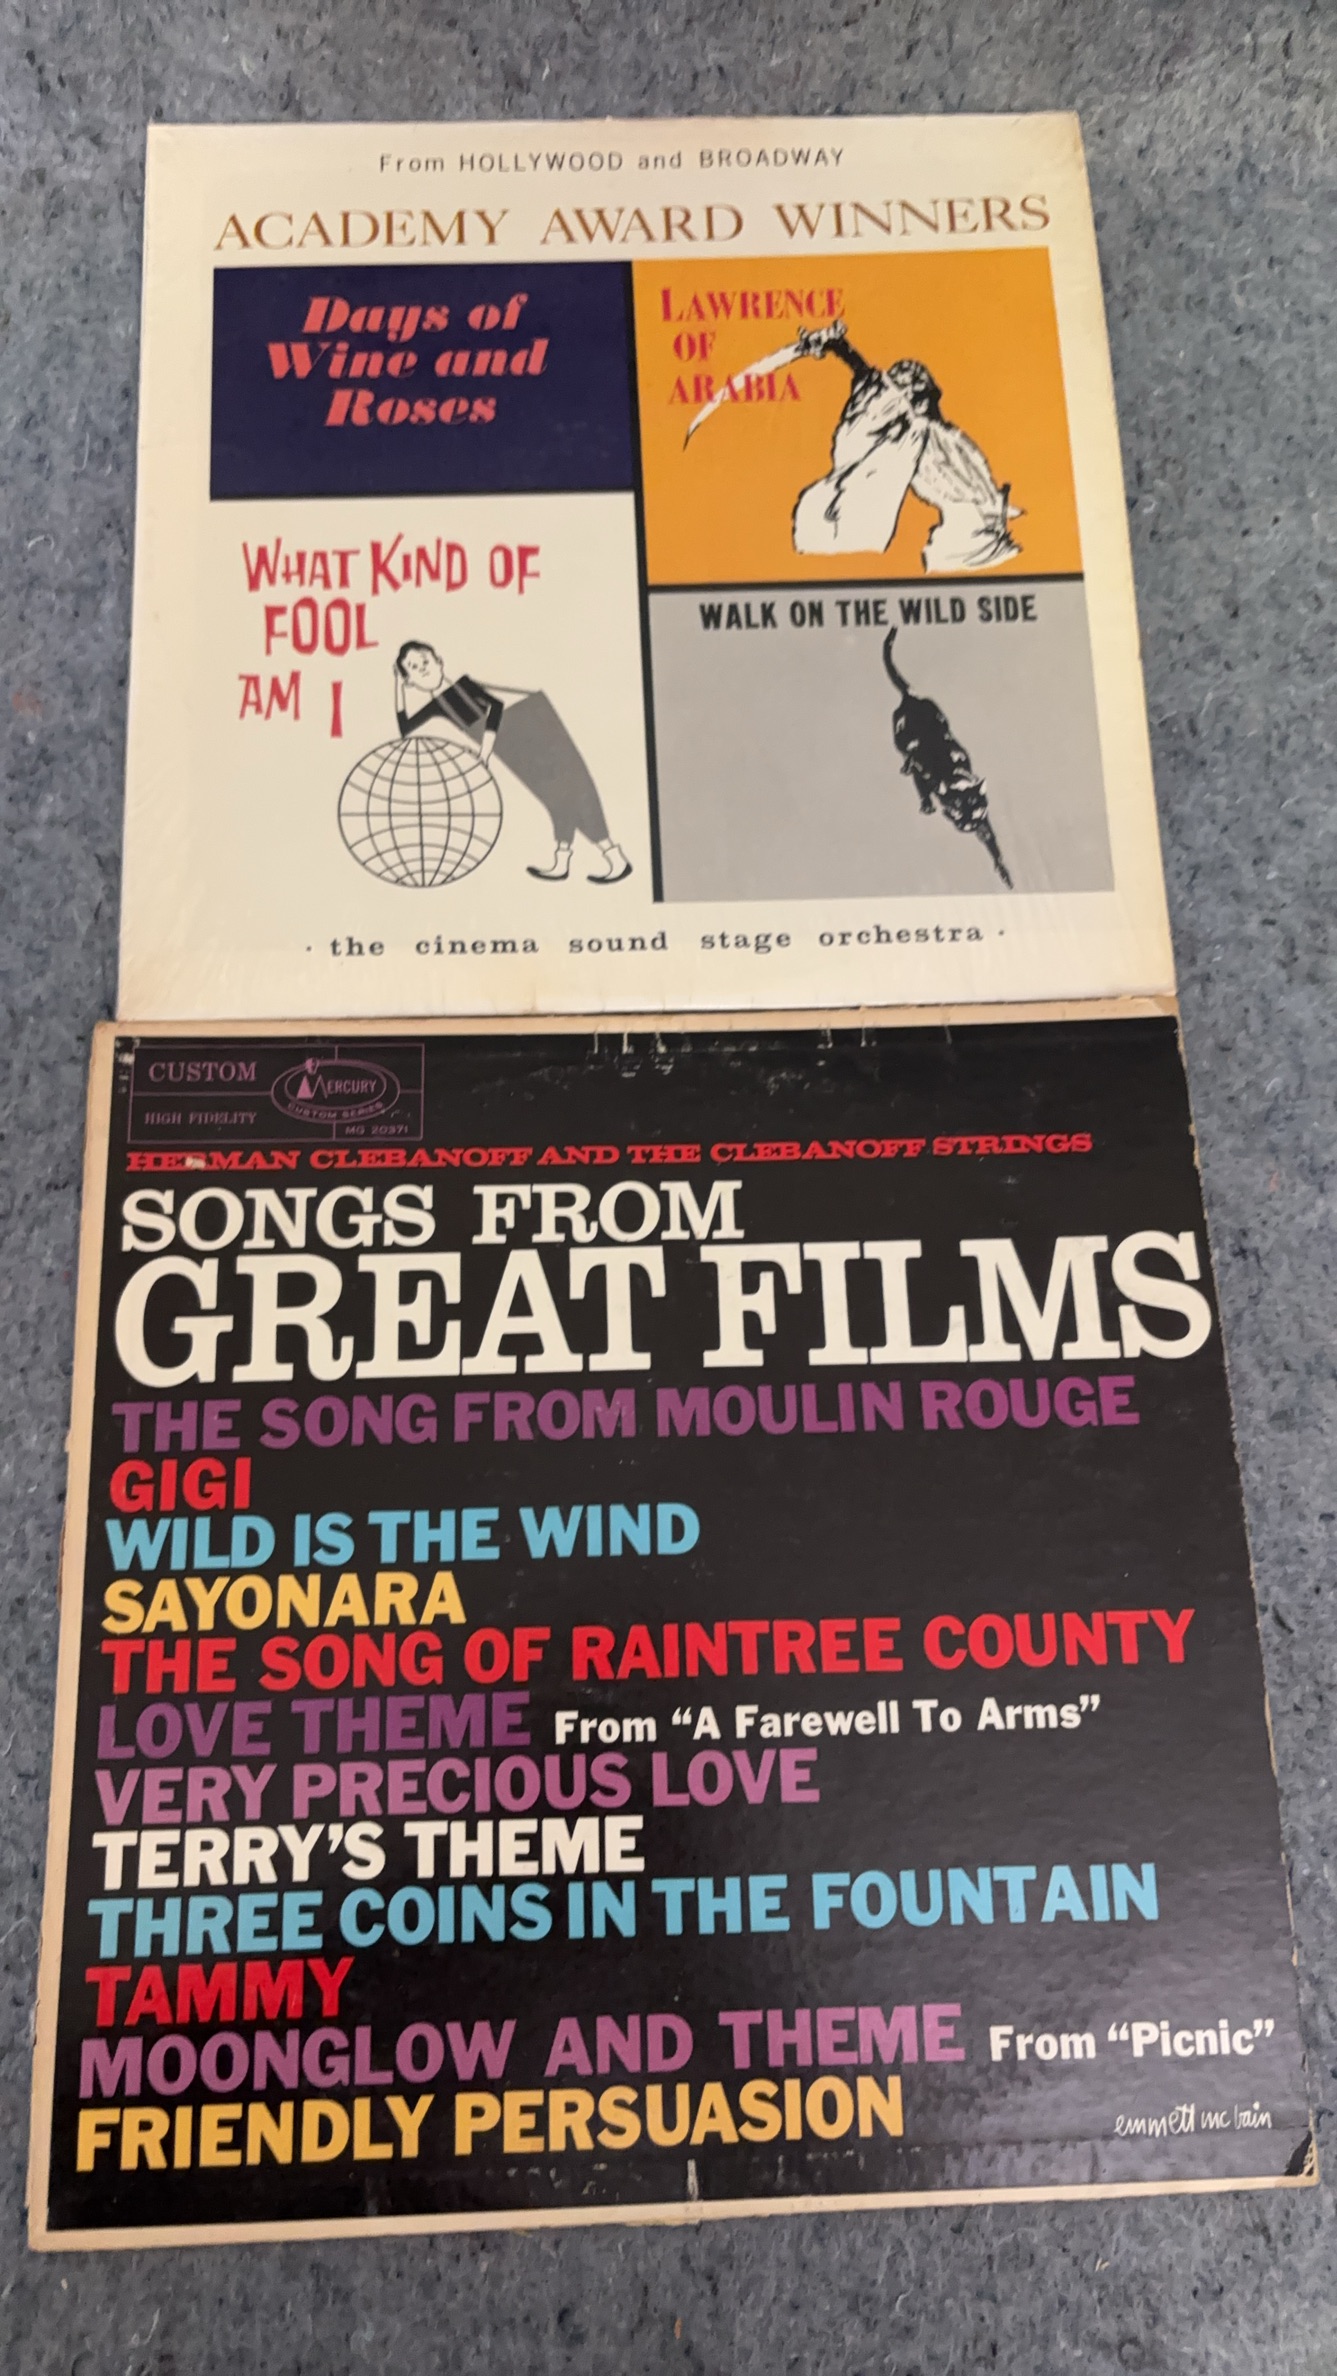 From HOLLYWOOD and BROADWAY
ACADEMY AWARD WINNERS
Days of
Wine and
Roses
LAWRENCE
OF
ARABIA
WHAT KIND OF
FOOL
AM I
WALK ON THE WILD SIDE
· the cinema sound stage orchestra ·
CUSTOM
HIGH FIDELITY
MERCURY
CUSTOM SERIES
MG 20371
HERMAN CLEBANOFF AND THE CLEBANOFF STRINGS
SONGS FROM
GREAT FILMS
THE SONG FROM MOULIN ROUGE
GIGI
WILD IS THE WIND
SAYONARA
THE SONG OF RAINTREE COUNTY
LOVE THEME From “A Farewell To Arms”
VERY PRECIOUS LOVE
TERRY’S THEME
THREE COINS IN THE FOUNTAIN
TAMMY
MOONGLOW AND THEME From “Picnic”
FRIENDLY PERSUASION
emmett mc bain